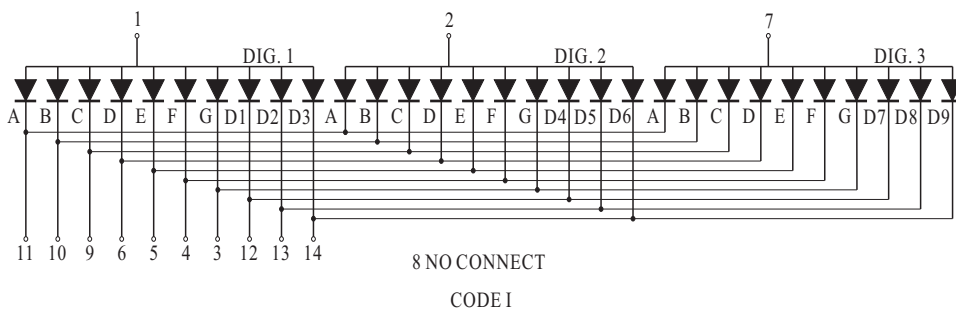 1 2 7
DIG. 1 DIG. 2 DIG. 3
A B C D E F G D1 D2 D3 A B C D E F G D4 D5 D6 A B C D E F G D7 D8 D9
11 10 9 6 5 4 3 12 13 14
8 NO CONNECT
CODE I